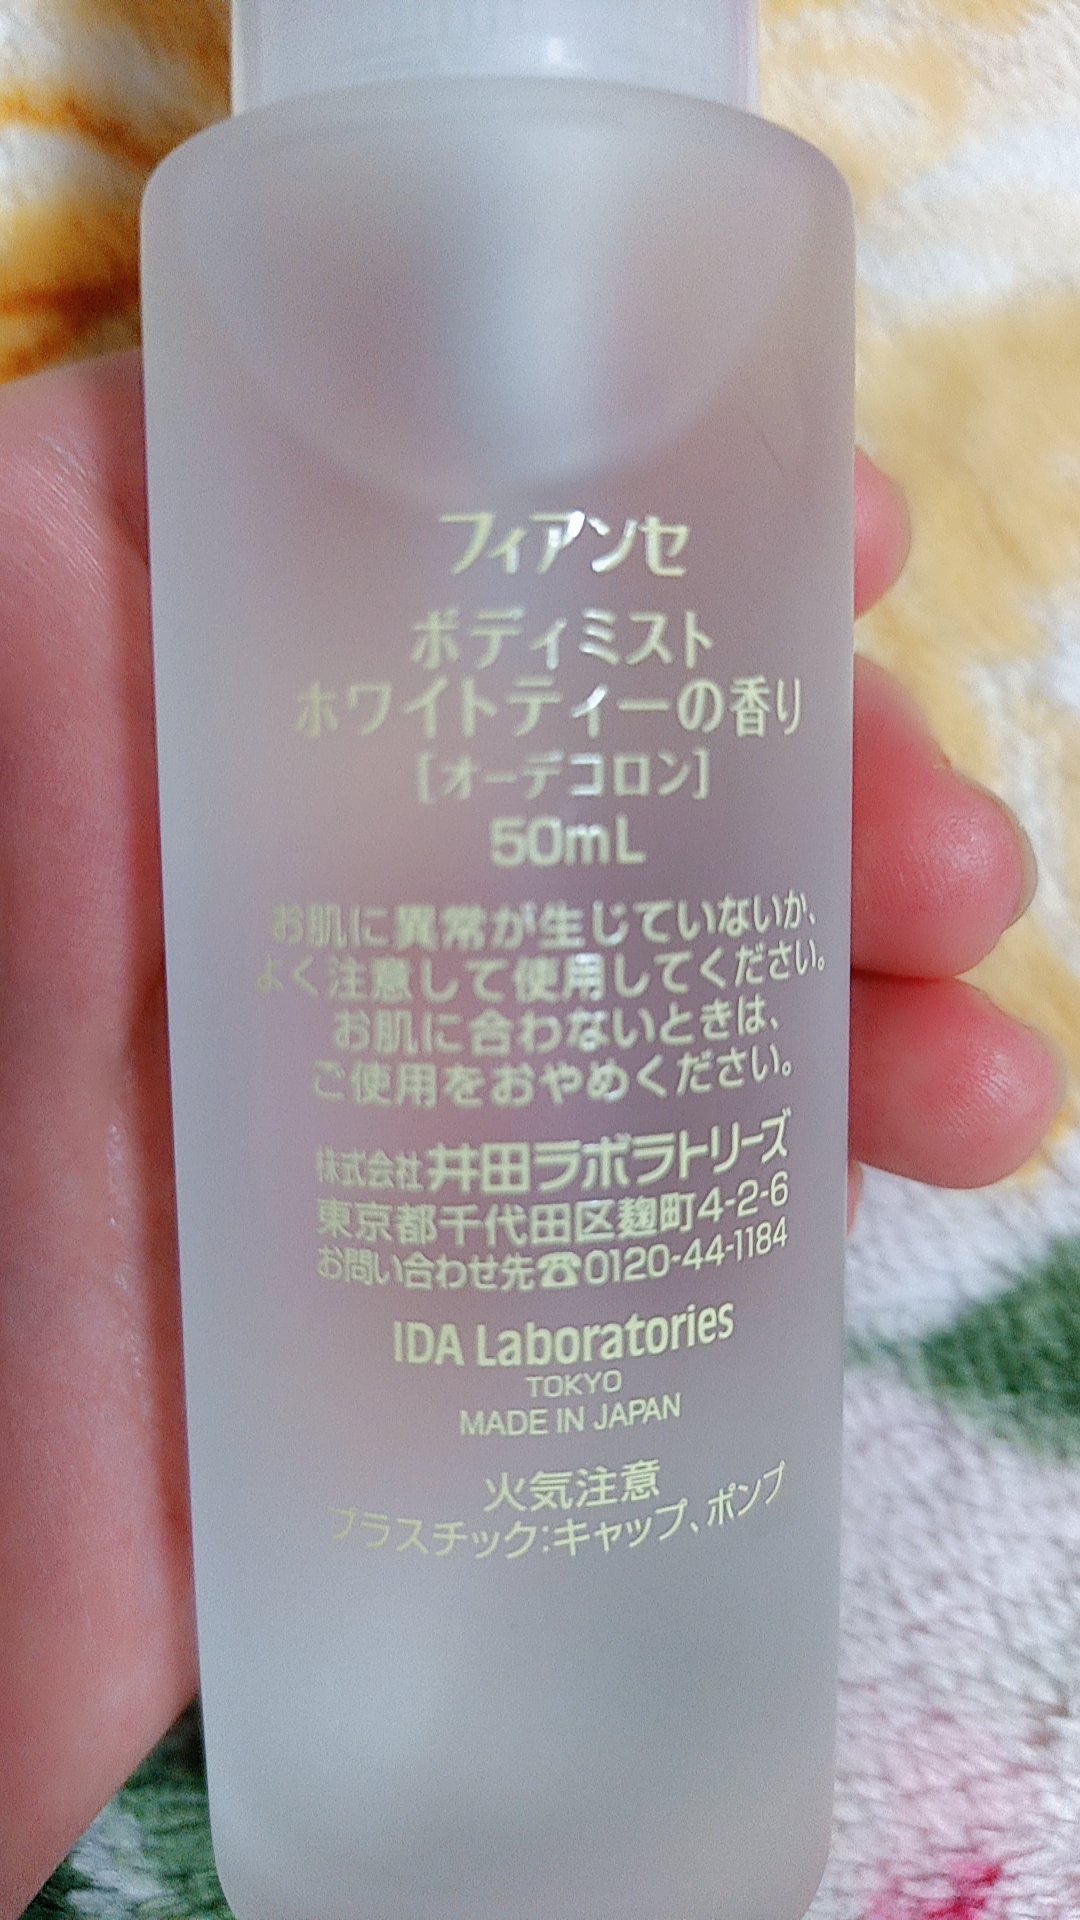 フィアンセ
ボディミスト
ホワイトティーの香り
[オーデコロン]
50mL
お肌に異常が生じていないか、
よく注意して使用してください。
お肌に合わないときは、
ご使用をおやめください。
株式会社 井田ラボラトリーズ
東京都千代田区麹町4-2-6
お問い合わせ先☎0120-44-1184
IDA Laboratories
TOKYO
MADE IN JAPAN
火気注意
プラスチック:キャップ、ポンプ